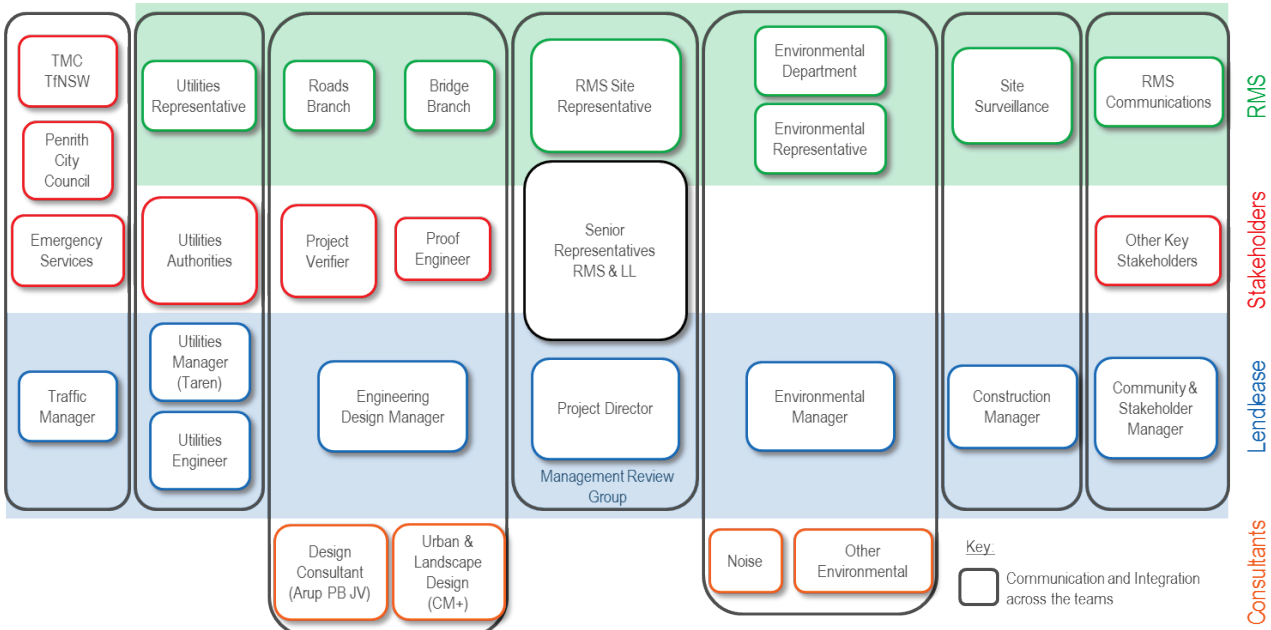 TMC
TfNSW
Penrith
City
Council
Emergency
Services
Traffic
Manager
Utilities
Representative
Utilities
Authorities
Utilities
Manager
(Taren)
Utilities
Engineer
Roads
Branch
Bridge
Branch
Project
Verifier
Proof
Engineer
Engineering
Design Manager
Design
Consultant
(Arup PB JV)
Urban &
Landscape
Design
(CM+)
RMS Site
Representative
Senior
Representatives
RMS & LL
Project Director
Management Review
Group
Environmental
Department
Environmental
Representative
Environmental
Manager
Noise
Other
Environmental
Site
Surveillance
Construction
Manager
RMS
Communications
Other Key
Stakeholders
Community &
Stakeholder
Manager
Key:
Communication and Integration
across the teams
RMS
Stakeholders
Lendlease
Consultants